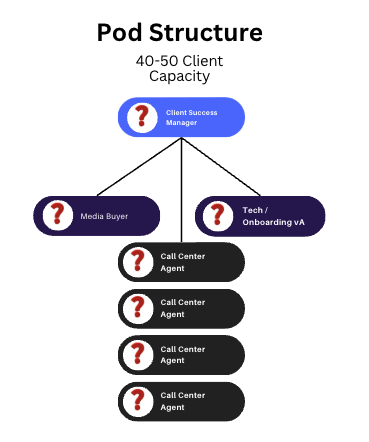 Pod Structure
40-50 Client
Capacity
? Client Success
Manager
? Media Buyer
? Tech /
Onboarding vA
? Call Center
Agent
? Call Center
Agent
? Call Center
Agent
? Call Center
Agent